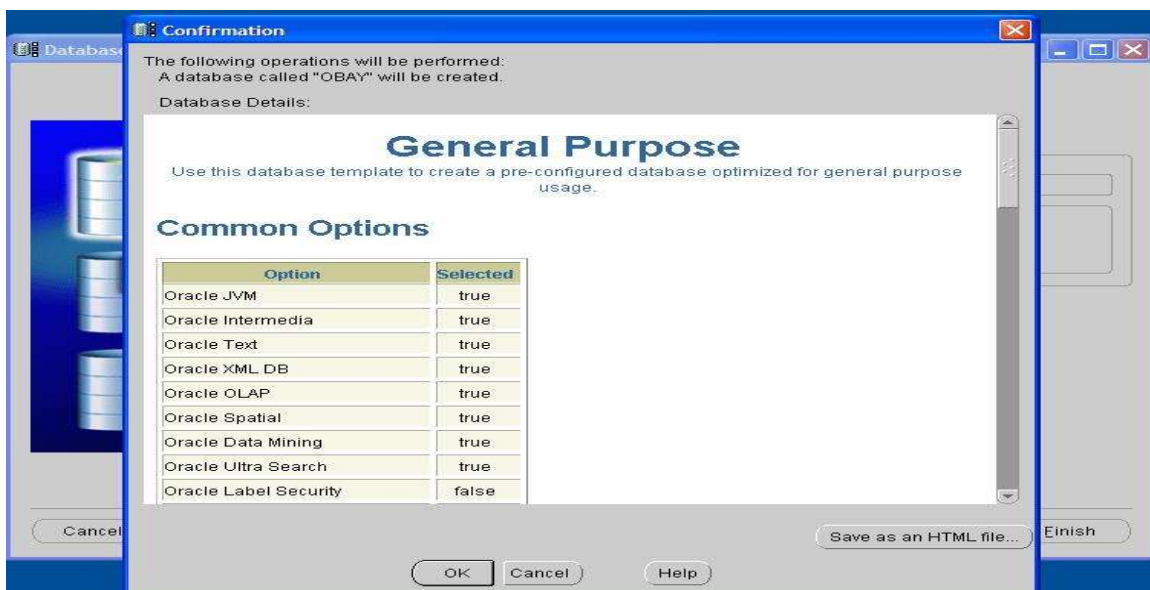 Confirmation
Database
The following operations will be performed:
A database called "OBAY" will be created.
Database Details:
General Purpose
Use this database template to create a pre-configured database optimized for general purpose
usage.
Common Options
Option Selected
Oracle JVM true
Oracle Intermedia true
Oracle Text true
Oracle XML DB true
Oracle OLAP true
Oracle Spatial true
Oracle Data Mining true
Oracle Ultra Search true
Oracle Label Security false
Cancel
Save as an HTML file...
Finish
OK Cancel Help